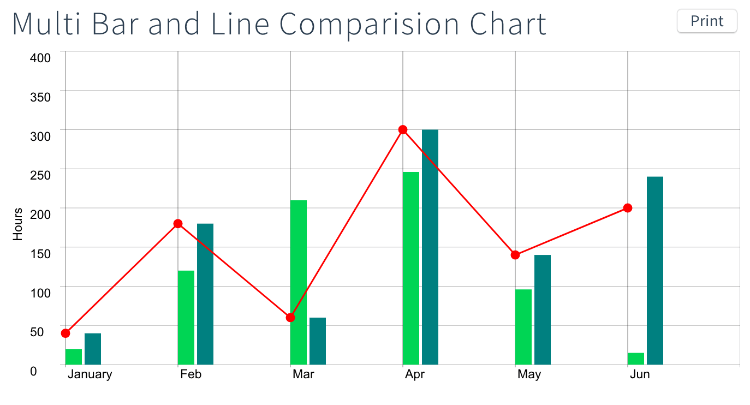 Multi Bar and Line Comparision Chart
Print
400
350
300
250
200
150
100
50
0
Hours
January
Feb
Mar
Apr
May
Jun